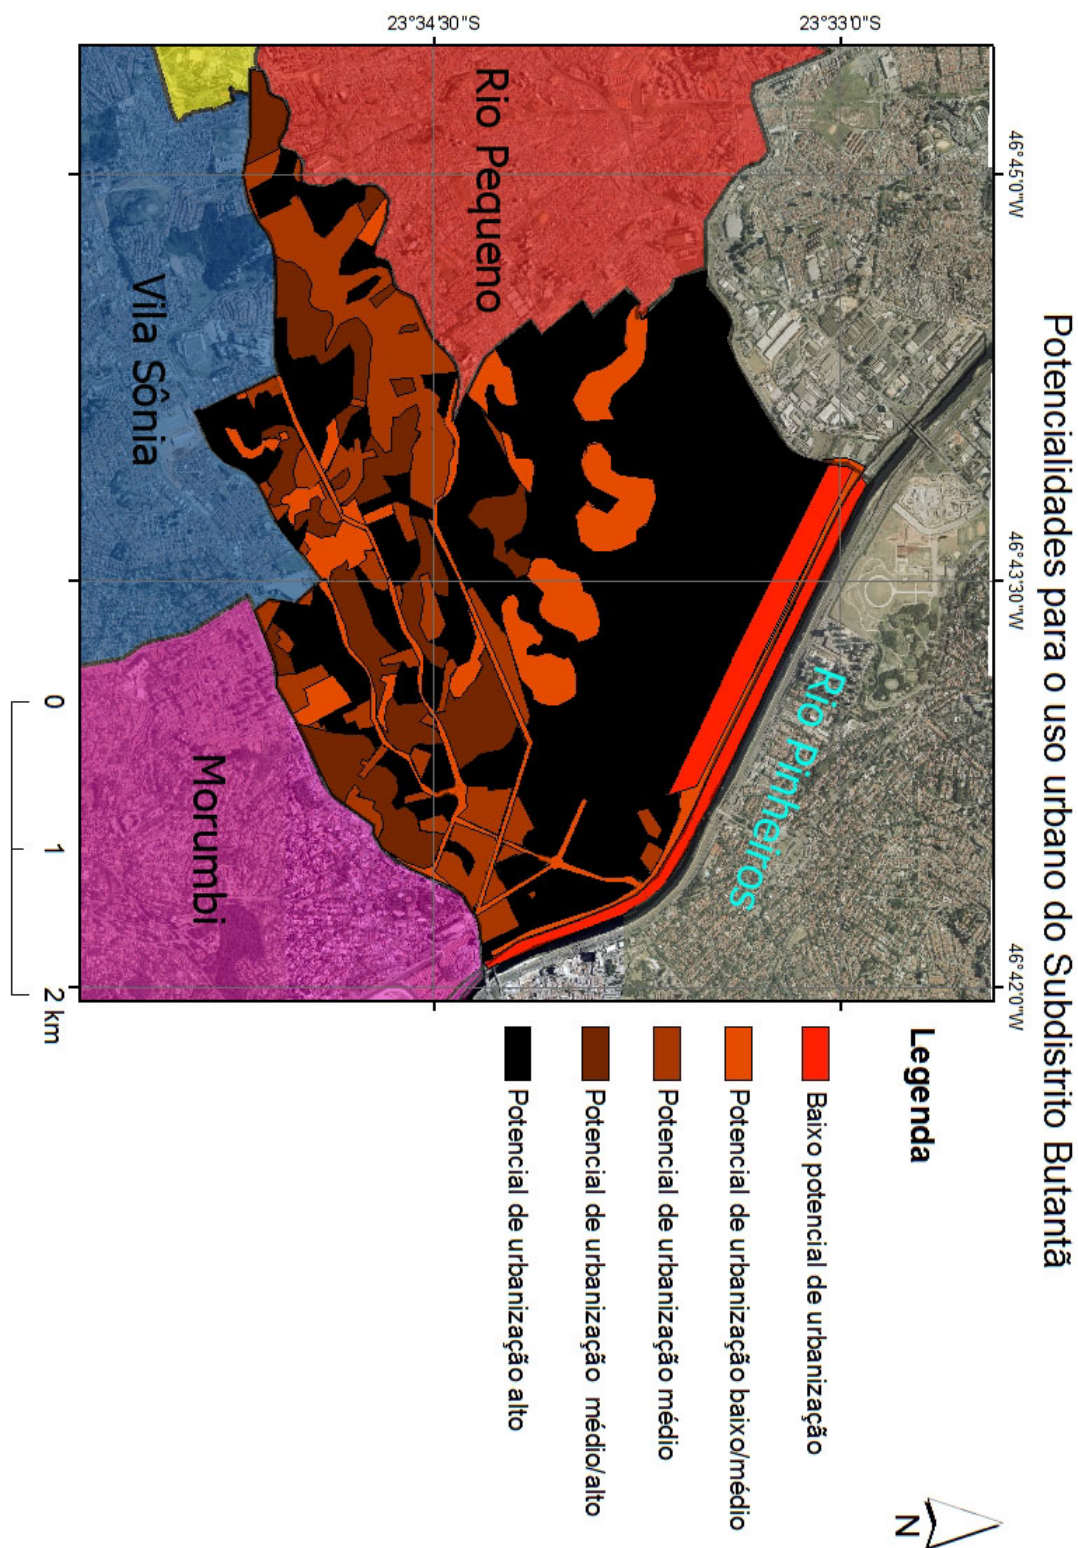 Potencialidades para o uso urbano do Subdistrito Butantã
46°45'0"W
46°43'30"W
46°42'0"W
23°33'0"S
23°34'30"S
Rio Pequeno
Rio Pinheiros
Vila Sônia
Morumbi
Legenda
Baixo potencial de urbanização
Potencial de urbanização baixo/médio
Potencial de urbanização médio
Potencial de urbanização médio/alto
Potencial de urbanização alto
N
0 1 2 km